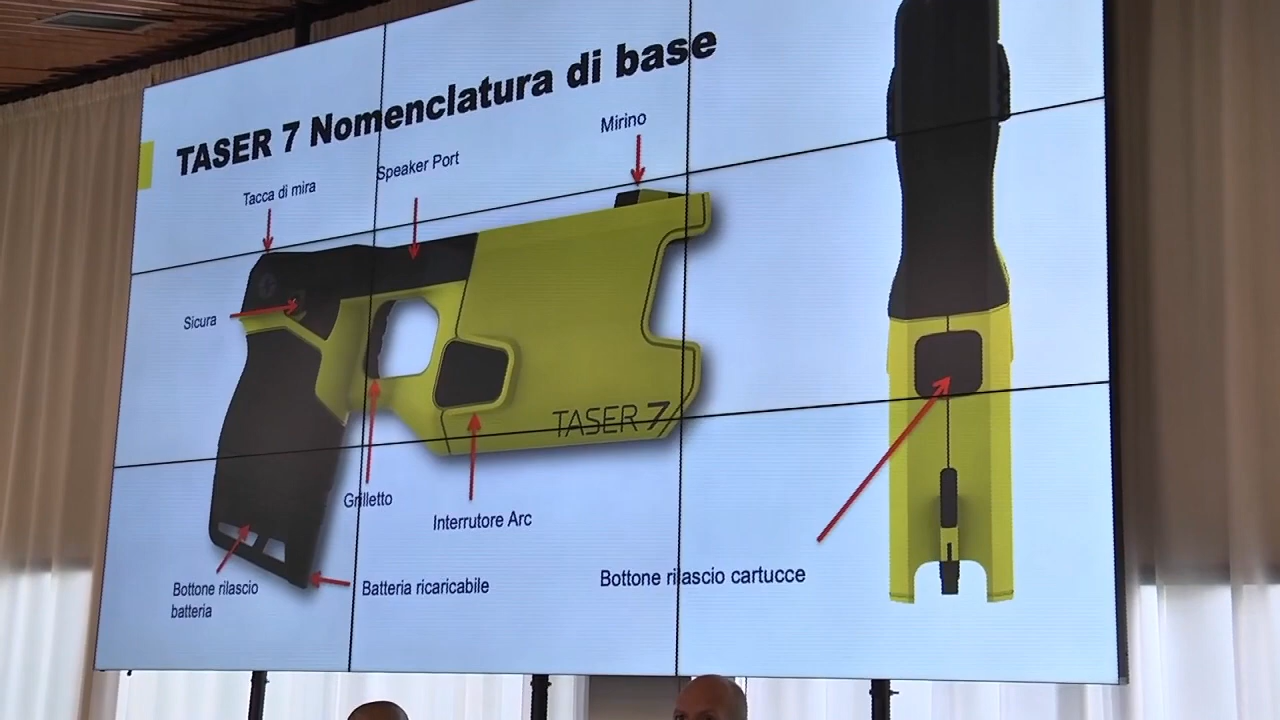 TASER 7 Nomenclatura di base
Mirino
Speaker Port
Tacca di mira
Sicura
TASER 7
Grilletto
Interrutore Arc
Bottone rilascio
batteria
Batteria ricaricabile
Bottone rilascio cartucce